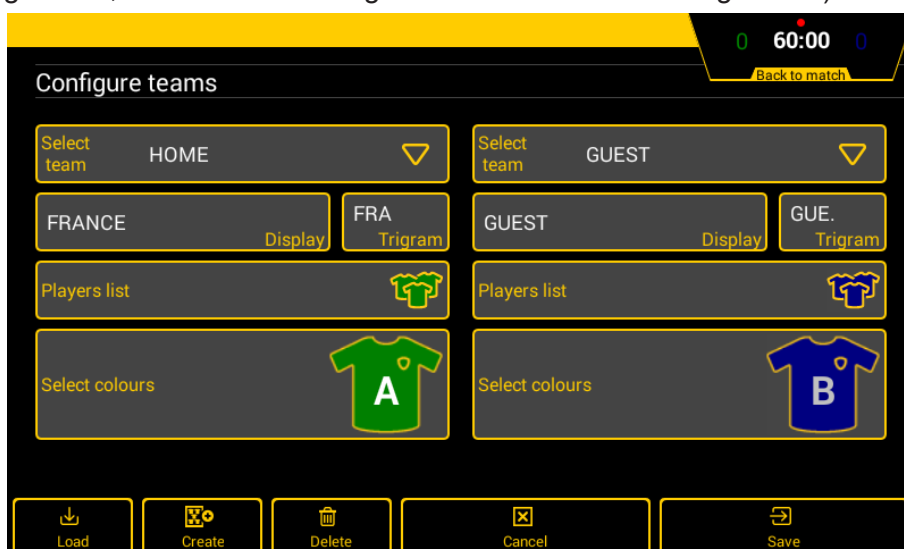 0 60:00 0
Back to match
Configure teams
Select team HOME
Select team GUEST
FRANCE Display
FRA Trigram
GUEST Display
GUE. Trigram
Players list
Players list
Select colours A
Select colours B
Load
Create
Delete
Cancel
Save